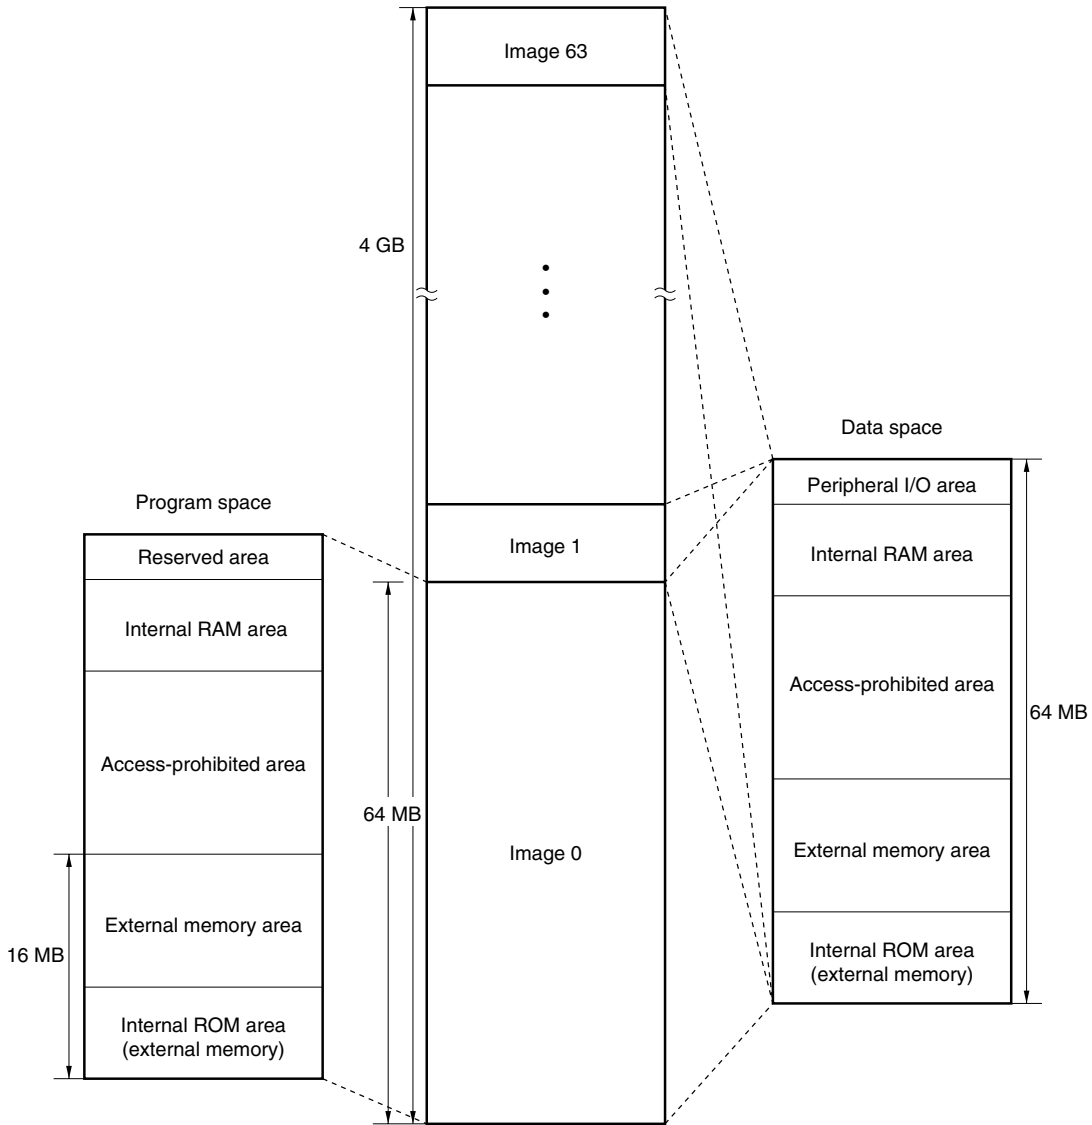 Image 63
4 GB
Image 1
64 MB
Image 0
Program space
Reserved area
Internal RAM area
Access-prohibited area
External memory area
16 MB
Internal ROM area
(external memory)
Data space
Peripheral I/O area
Internal RAM area
Access-prohibited area
64 MB
External memory area
Internal ROM area
(external memory)